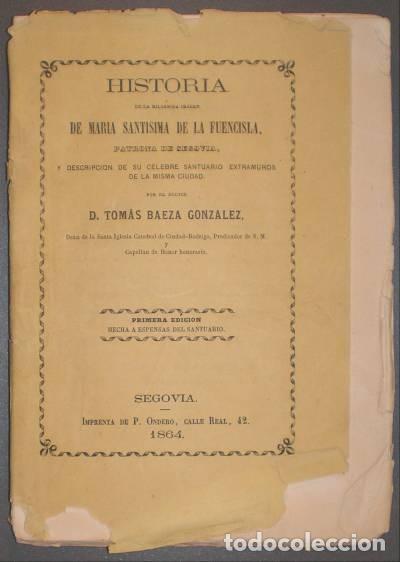 HISTORIA
DE LA MILAGROSA IMÁGEN
DE MARIA SANTISIMA DE LA FUENCISLA,
PATRONA DE SEGOVIA,
Y DESCRIPCION DE SU CÉLEBRE SANTUARIO EXTRAMUROS
DE LA MISMA CIUDAD.
POR EL DOCTOR
D. TOMÁS BAEZA GONZALEZ,
Dean de la Santa Iglesia Catedral de Ciudad-Rodrigo, Predicador de S. M.
y
Capellan de Honor honorario.
PRIMERA EDICION
HECHA A ESPENSAS DEL SANTUARIO.
SEGOVIA.
IMPRENTA DE P. ONDERO, CALLE REAL, 42.
1864.
todocoleccion.net